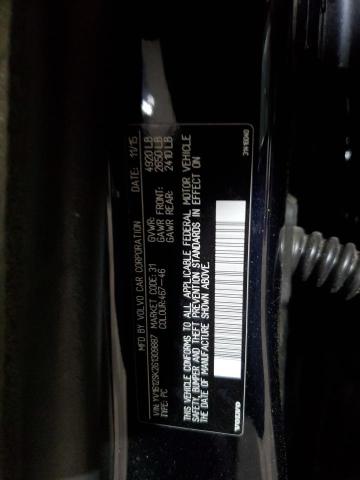 MFD. BY VOLVO CAR CORPORATION DATE: 11/15
VIN: YV1612SK2G1309987 GVWR: 4920 LB
TYPE: PC MARKET CODE: 31 GAWR FRONT: 2650 LB
COLOUR: 467-46 GAWR REAR: 2410 LB
THIS VEHICLE CONFORMS TO ALL APPLICABLE FEDERAL MOTOR VEHICLE
SAFETY, BUMPER AND THEFT PREVENTION STANDARDS IN EFFECT ON
THE DATE OF MANUFACTURE SHOWN ABOVE.
VOLVO